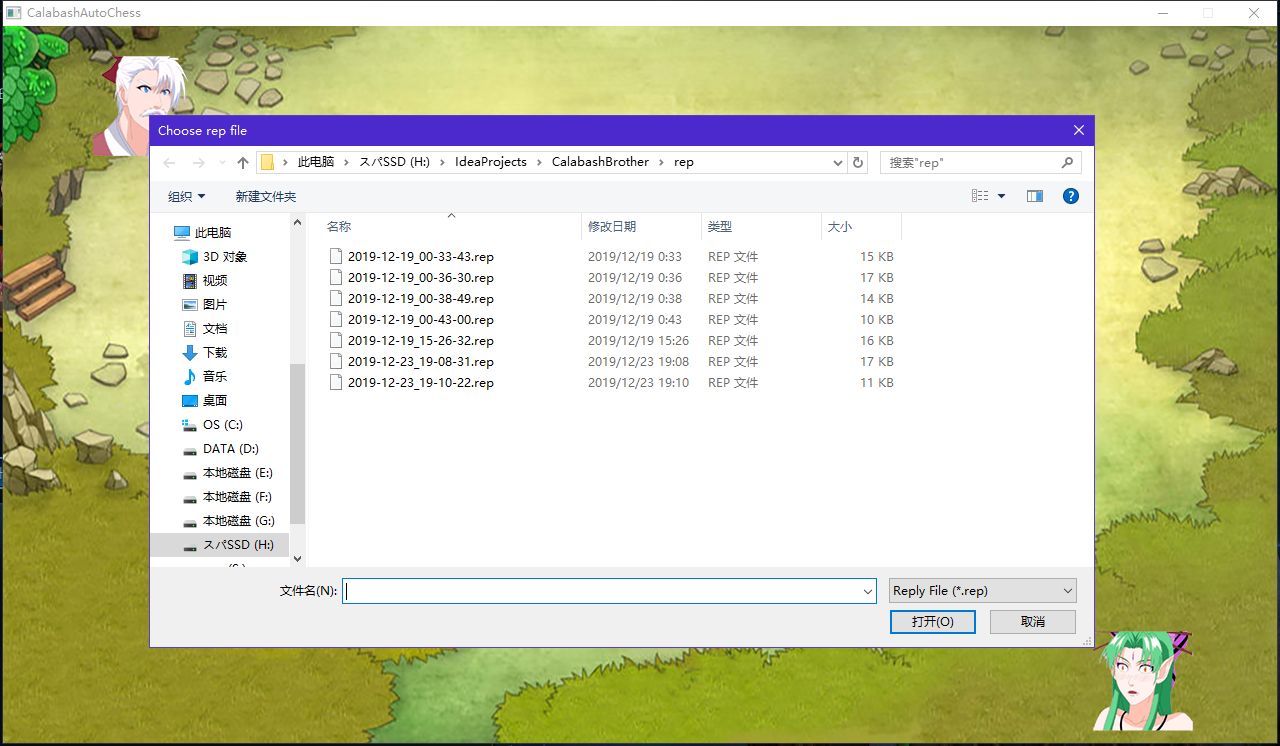 CalabashAutoChess
Choose rep file
此电脑 › スパSSD (H:) › IdeaProjects › CalabashBrother › rep
搜索"rep"
组织
新建文件夹
名称 修改日期 类型 大小
此电脑
3D 对象
视频
图片
文档
下载
音乐
桌面
OS (C:)
DATA (D:)
本地磁盘 (E:)
本地磁盘 (F:)
本地磁盘 (G:)
スパSSD (H:)
2019-12-19_00-33-43.rep 2019/12/19 0:33 REP 文件 15 KB
2019-12-19_00-36-30.rep 2019/12/19 0:36 REP 文件 17 KB
2019-12-19_00-38-49.rep 2019/12/19 0:38 REP 文件 14 KB
2019-12-19_00-43-00.rep 2019/12/19 0:43 REP 文件 10 KB
2019-12-19_15-26-32.rep 2019/12/19 15:26 REP 文件 16 KB
2019-12-23_19-08-31.rep 2019/12/23 19:08 REP 文件 17 KB
2019-12-23_19-10-22.rep 2019/12/23 19:10 REP 文件 11 KB
文件名(N):
Reply File (*.rep)
打开(O)
取消